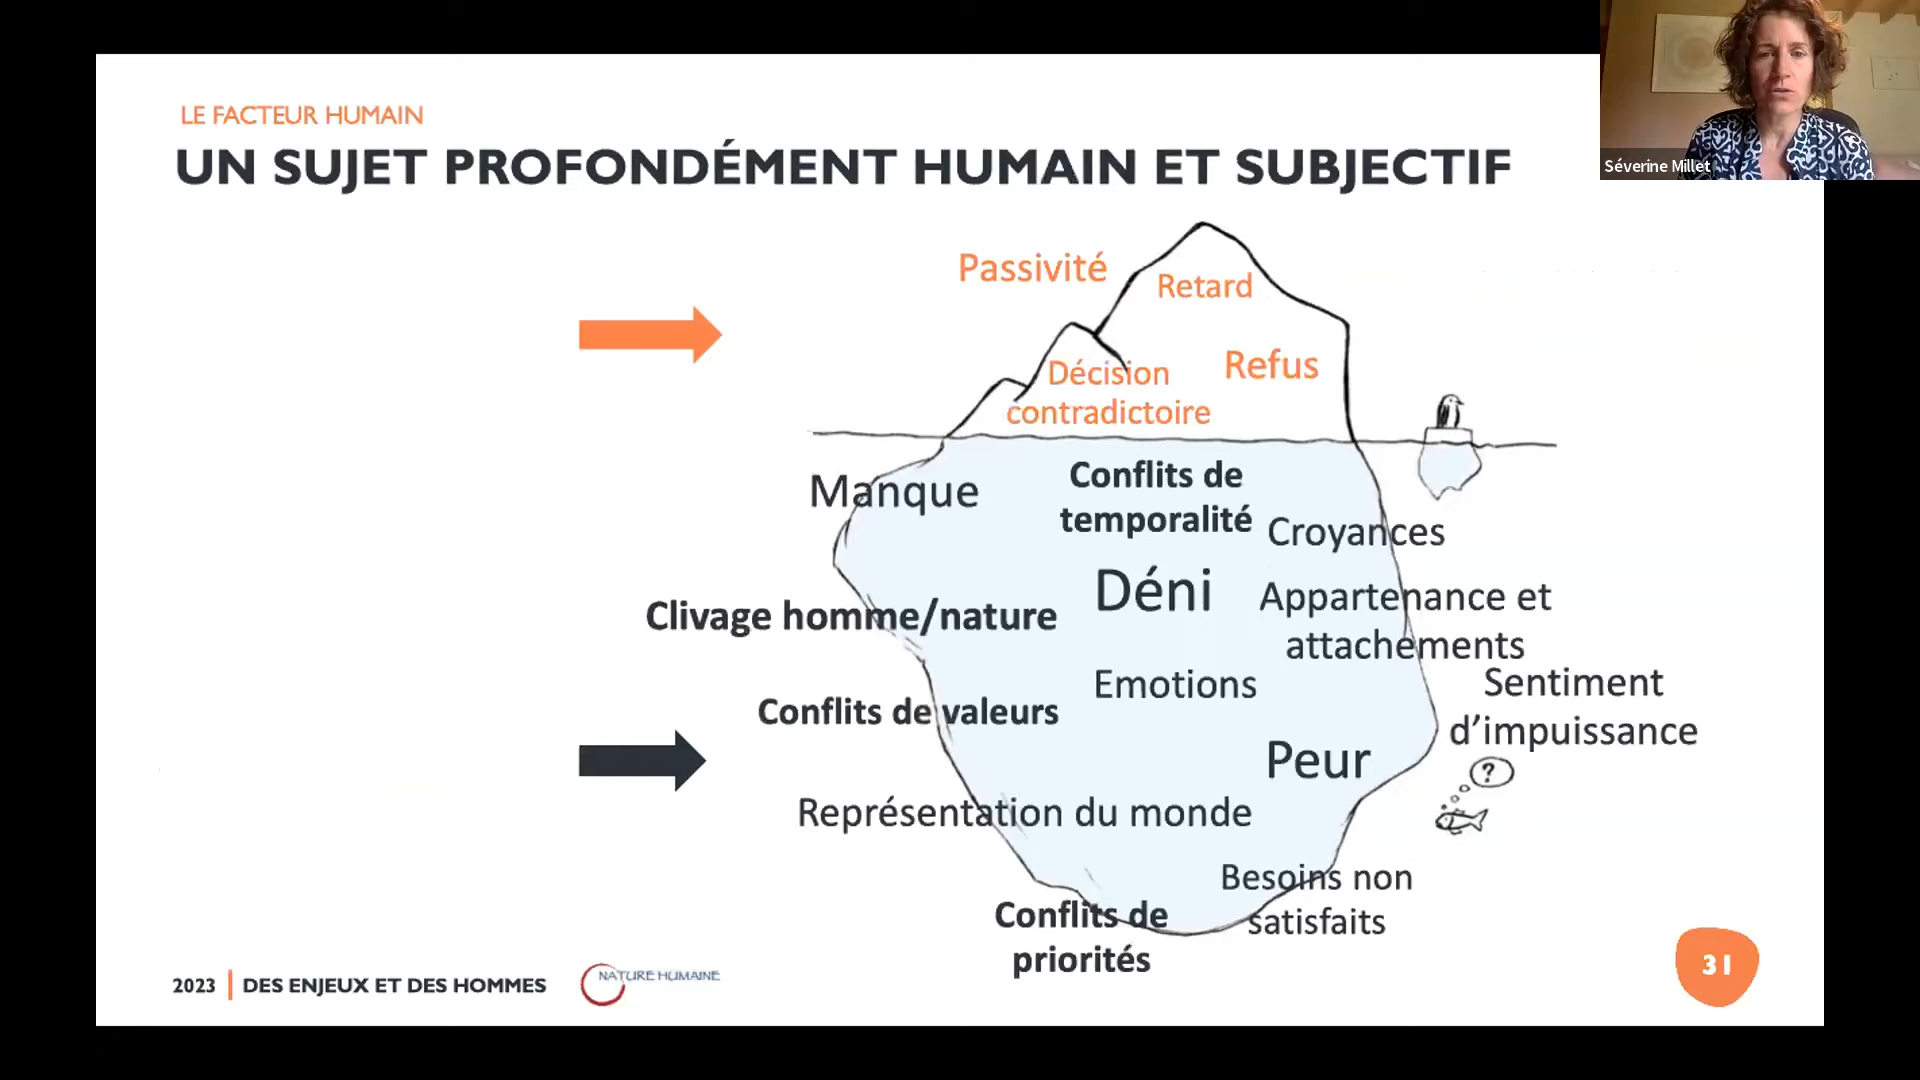 LE FACTEUR HUMAIN
UN SUJET PROFONDÉMENT HUMAIN ET SUBJECTIF
Séverine Millet
Passivité
Retard
Décision
contradictoire
Refus
Manque
Conflits de
temporalité
Croyances
Déni
Appartenance et
attachements
Clivage homme/nature
Emotions
Sentiment
d’impuissance
Conflits de valeurs
Peur
?
Représentation du monde
Besoins non
satisfaits
Conflits de
priorités
2023 | DES ENJEUX ET DES HOMMES
NATURE HUMAINE
31